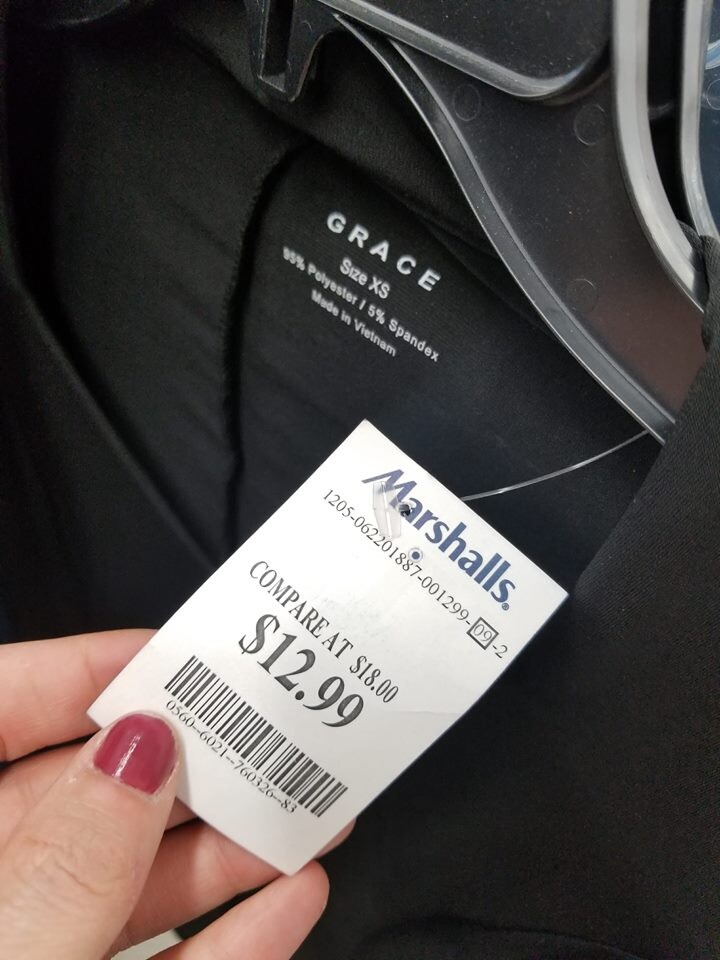 GRACE
Size XS
95% Polyester / 5% Spandex
Made in Vietnam
Marshalls®
1205-062201887-001299-09-2
COMPARE AT $18.00
$12.99
0560--6021--760326--83